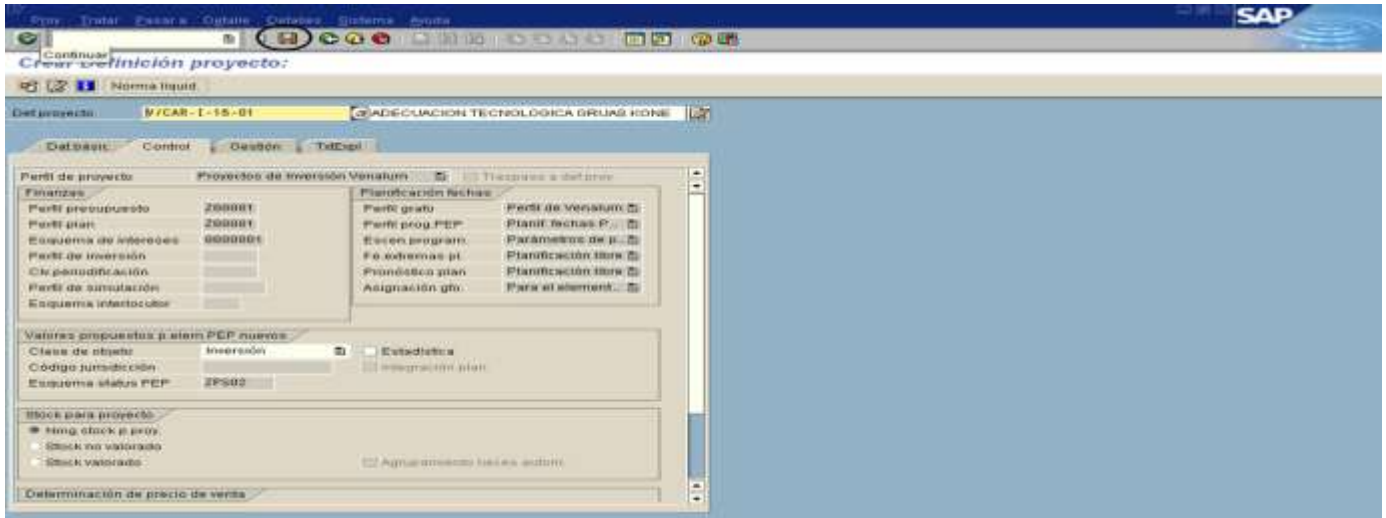 Proy. Tratar Pasar a Detalle Debates Sistema Ayuda
SAP
Continuar
Crear Definición proyecto:
Norma liquid.
Def.proyecto V/CAR-I-15-01 ADECUACION TECNOLOGICA GRUAS KONE
Dat.básic. Control Gestión TxtExpl
Perfil de proyecto Proyectos de Inversión Venalum Traspaso a def.proy.
Finanzas Planificación fechas
Perfil presupuesto Z00001 Perfil grafo Perfil de Venalum
Perfil plan Z00001 Perfil prog.PEP Planif. fechas P...
Esquema de intereses 0000001 Escen.program. Parámetros de p...
Perfil de inversión Fe.extremas pl. Planificación libre
Clv.periodificación Pronóstico plan Planificación libre
Perfil de simulación Asignación gfo. Para el element...
Esquema interlocutor
Valores propuestos p.elem.PEP nuevos
Clase de objeto Inversión Estadística
Código jurisdicción Integración plan.
Esquema status PEP ZPS02
Stock para proyecto
Ning.stock p.proy.
Stock no valorado
Stock valorado Agrupamiento neces.autom.
Determinación de precio de venta